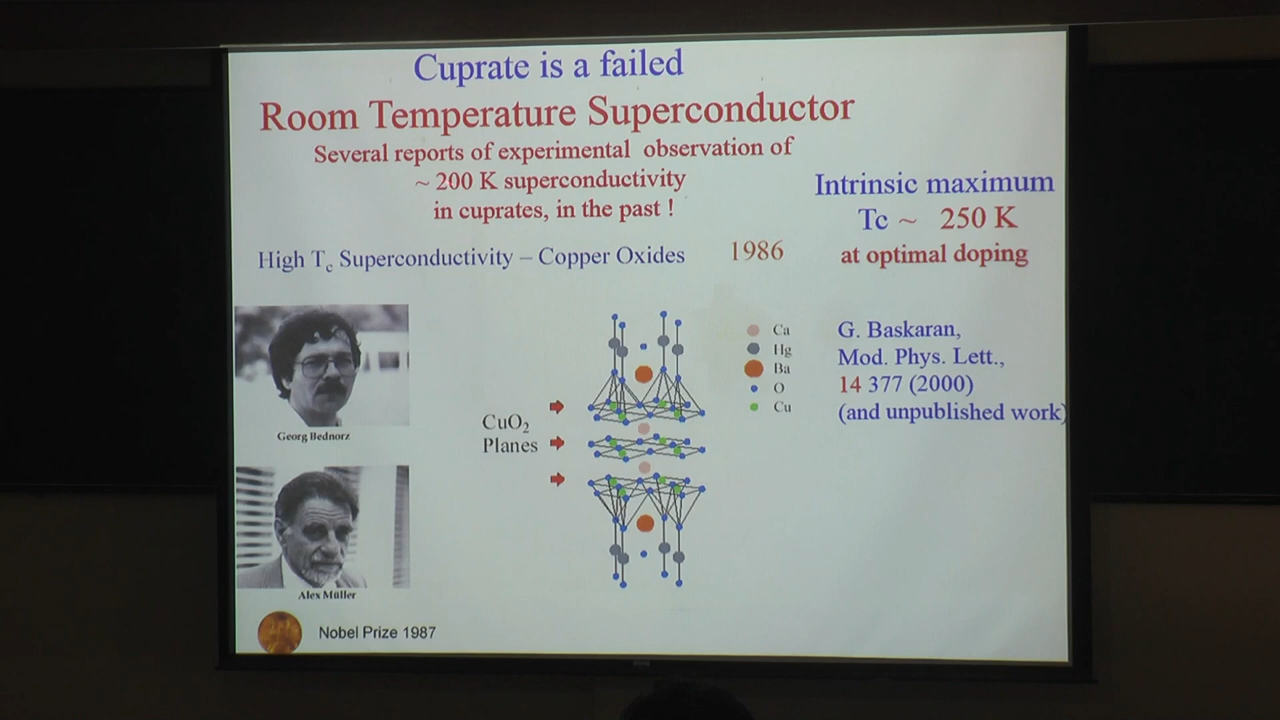 Cuprate is a failed
Room Temperature Superconductor
Several reports of experimental observation of
~ 200 K superconductivity
in cuprates, in the past !
Intrinsic maximum
Tc ~ 250 K
at optimal doping
High Tc Superconductivity – Copper Oxides 1986
Georg Bednorz
CuO2
Planes
Ca
Hg
Ba
O
Cu
G. Baskaran,
Mod. Phys. Lett.,
14 377 (2000)
(and unpublished work)
Alex Müller
Nobel Prize 1987